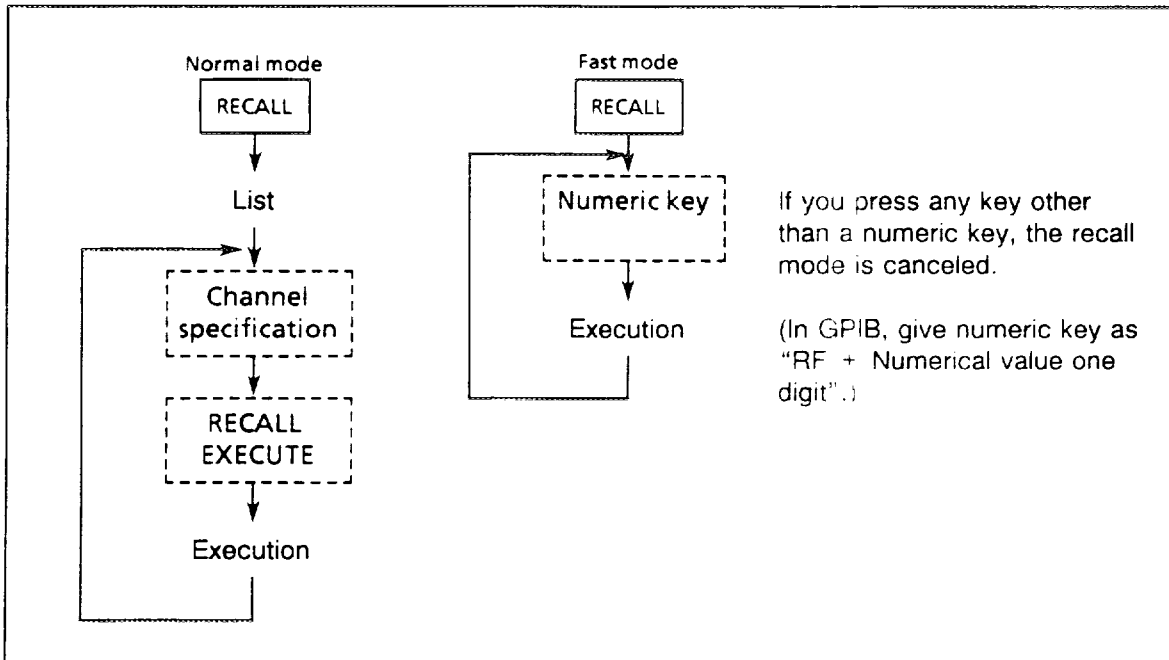 Normal mode
RECALL
List
Channel
specification
RECALL
EXECUTE
Execution
Fast mode
RECALL
Numeric key
Execution
If you press any key other
than a numeric key, the recall
mode is canceled.
(In GPIB, give numeric key as
“RF + Numerical value one
digit”.)